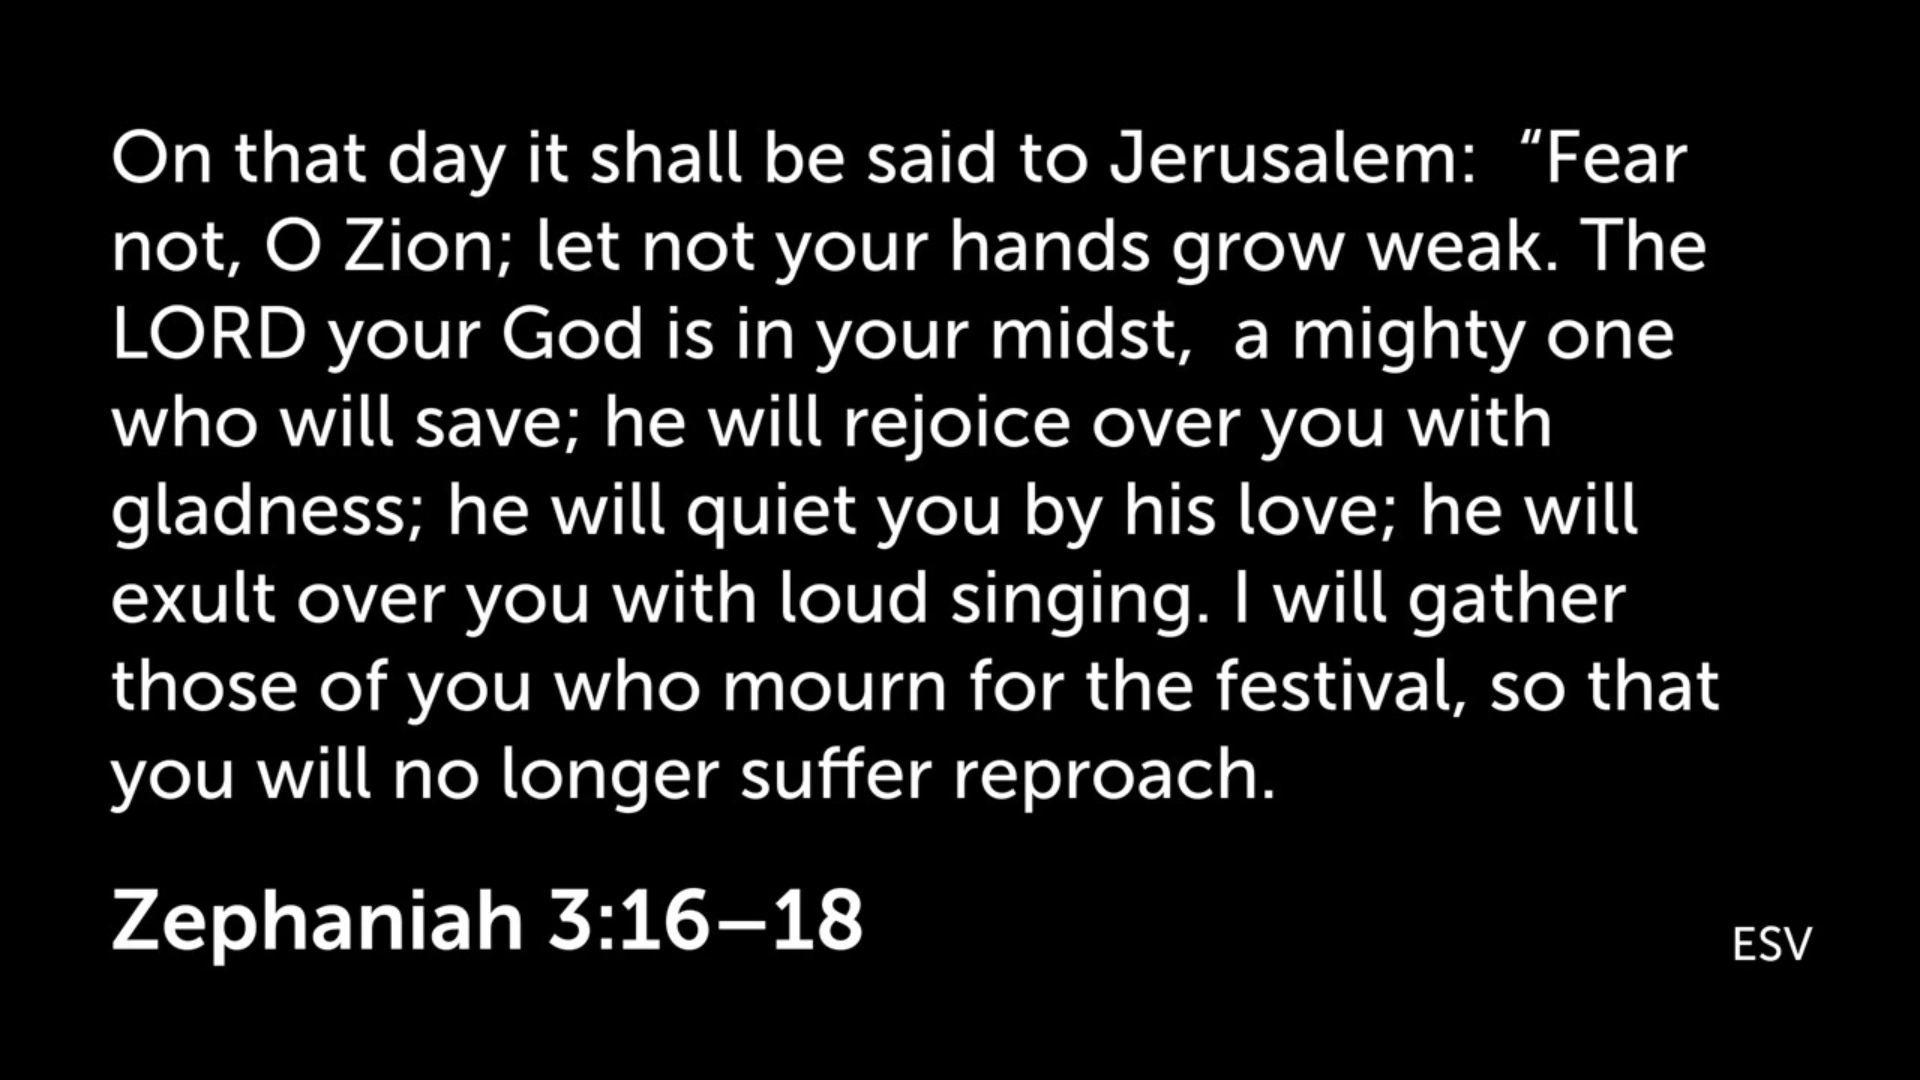 On that day it shall be said to Jerusalem:  “Fear
not, O Zion; let not your hands grow weak. The
LORD your God is in your midst,  a mighty one
who will save; he will rejoice over you with
gladness; he will quiet you by his love; he will
exult over you with loud singing. I will gather
those of you who mourn for the festival, so that
you will no longer suffer reproach.
Zephaniah 3:16–18
ESV